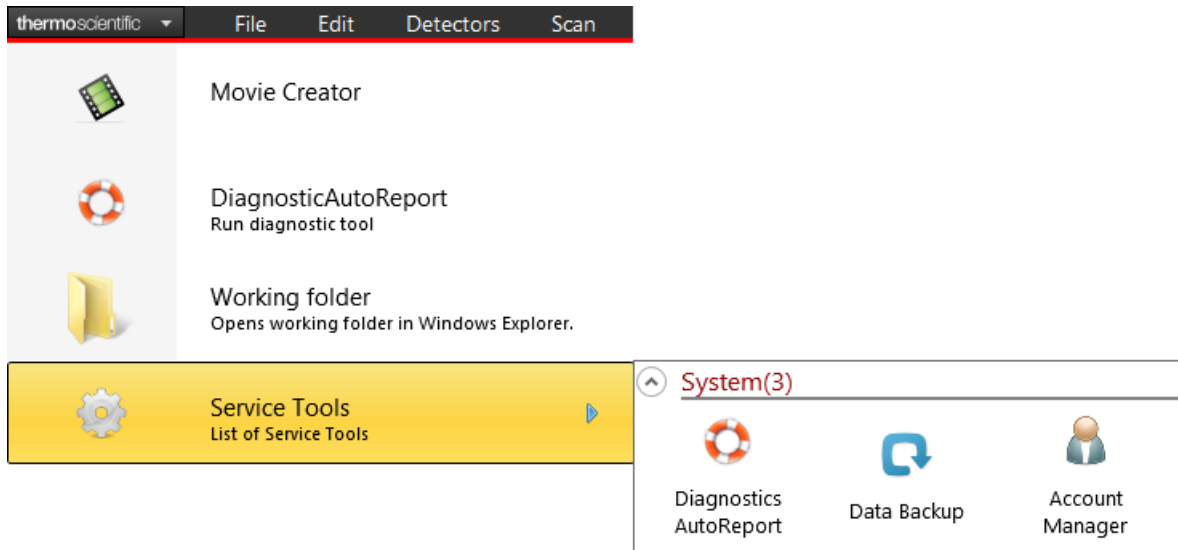 thermoscientific File Edit Detectors Scan
Movie Creator
DiagnosticAutoReport
Run diagnostic tool
Working folder
Opens working folder in Windows Explorer.
Service Tools
List of Service Tools
System(3)
Diagnostics
AutoReport
Data Backup
Account
Manager